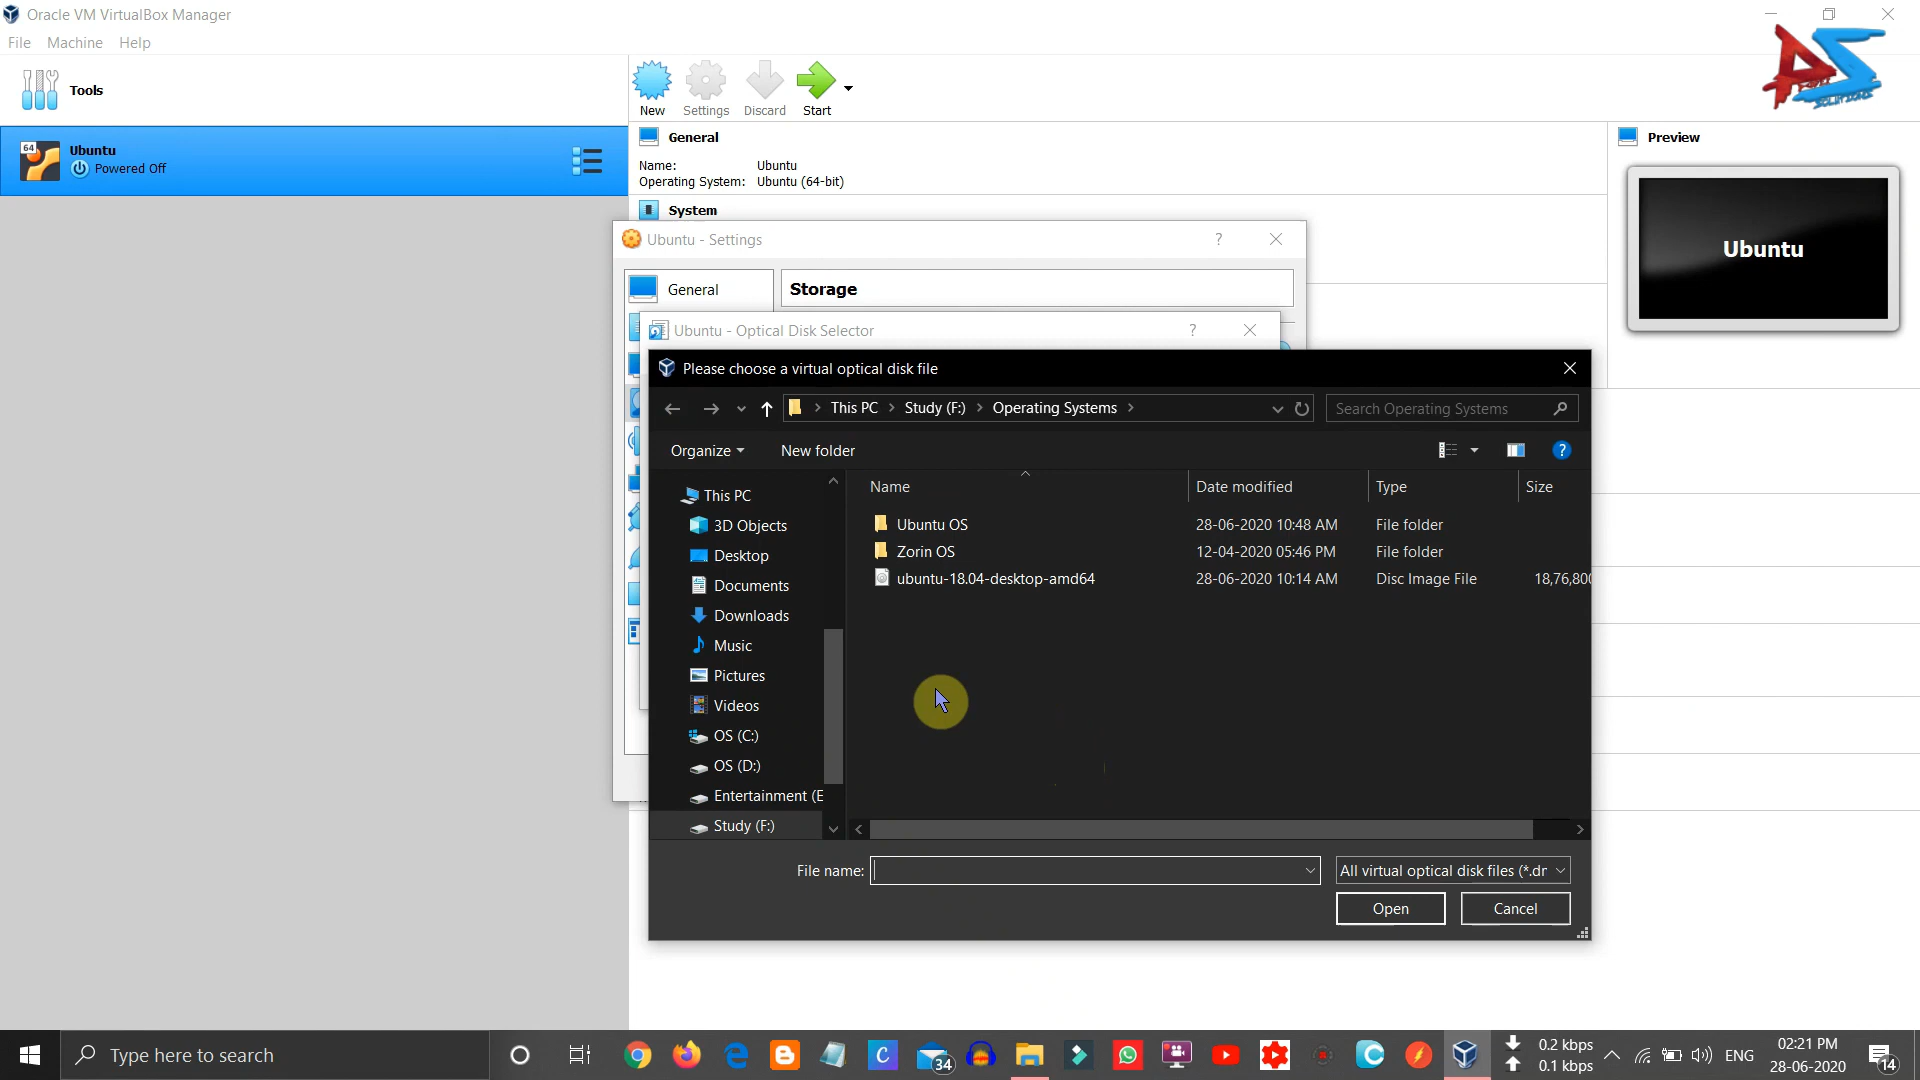 Oracle VM VirtualBox Manager
File Machine Help
Tools
New Settings Discard Start
64 Ubuntu
Powered Off
General
Name: Ubuntu
Operating System: Ubuntu (64-bit)
System
Preview
Ubuntu
SOLUTIONS
Ubuntu - Settings ?
General
Storage
Ubuntu - Optical Disk Selector ?
Please choose a virtual optical disk file
This PC > Study (F:) > Operating Systems >
Search Operating Systems
Organize New folder ?
Name Date modified Type Size
This PC
3D Objects
Desktop
Documents
Downloads
Music
Pictures
Videos
OS (C:)
OS (D:)
Entertainment (E
Study (F:)
Ubuntu OS 28-06-2020 10:48 AM File folder
Zorin OS 12-04-2020 05:46 PM File folder
ubuntu-18.04-desktop-amd64 28-06-2020 10:14 AM Disc Image File 18,76,800
File name: All virtual optical disk files (*.dr
Open Cancel
Type here to search
34
0.2 kbps
0.1 kbps
ENG
02:21 PM
28-06-2020
14